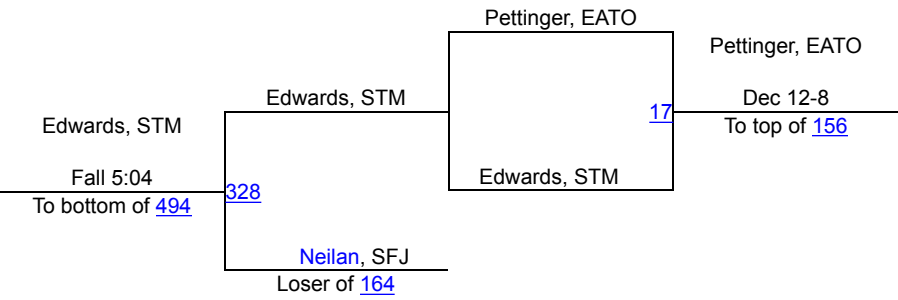 Pettinger, EATO
Pettinger, EATO
Edwards, STM
Dec 12-8
17
Edwards, STM
To top of 156
Fall 5:04
Edwards, STM
328
To bottom of 494
Neilan, SFJ
Loser of 164